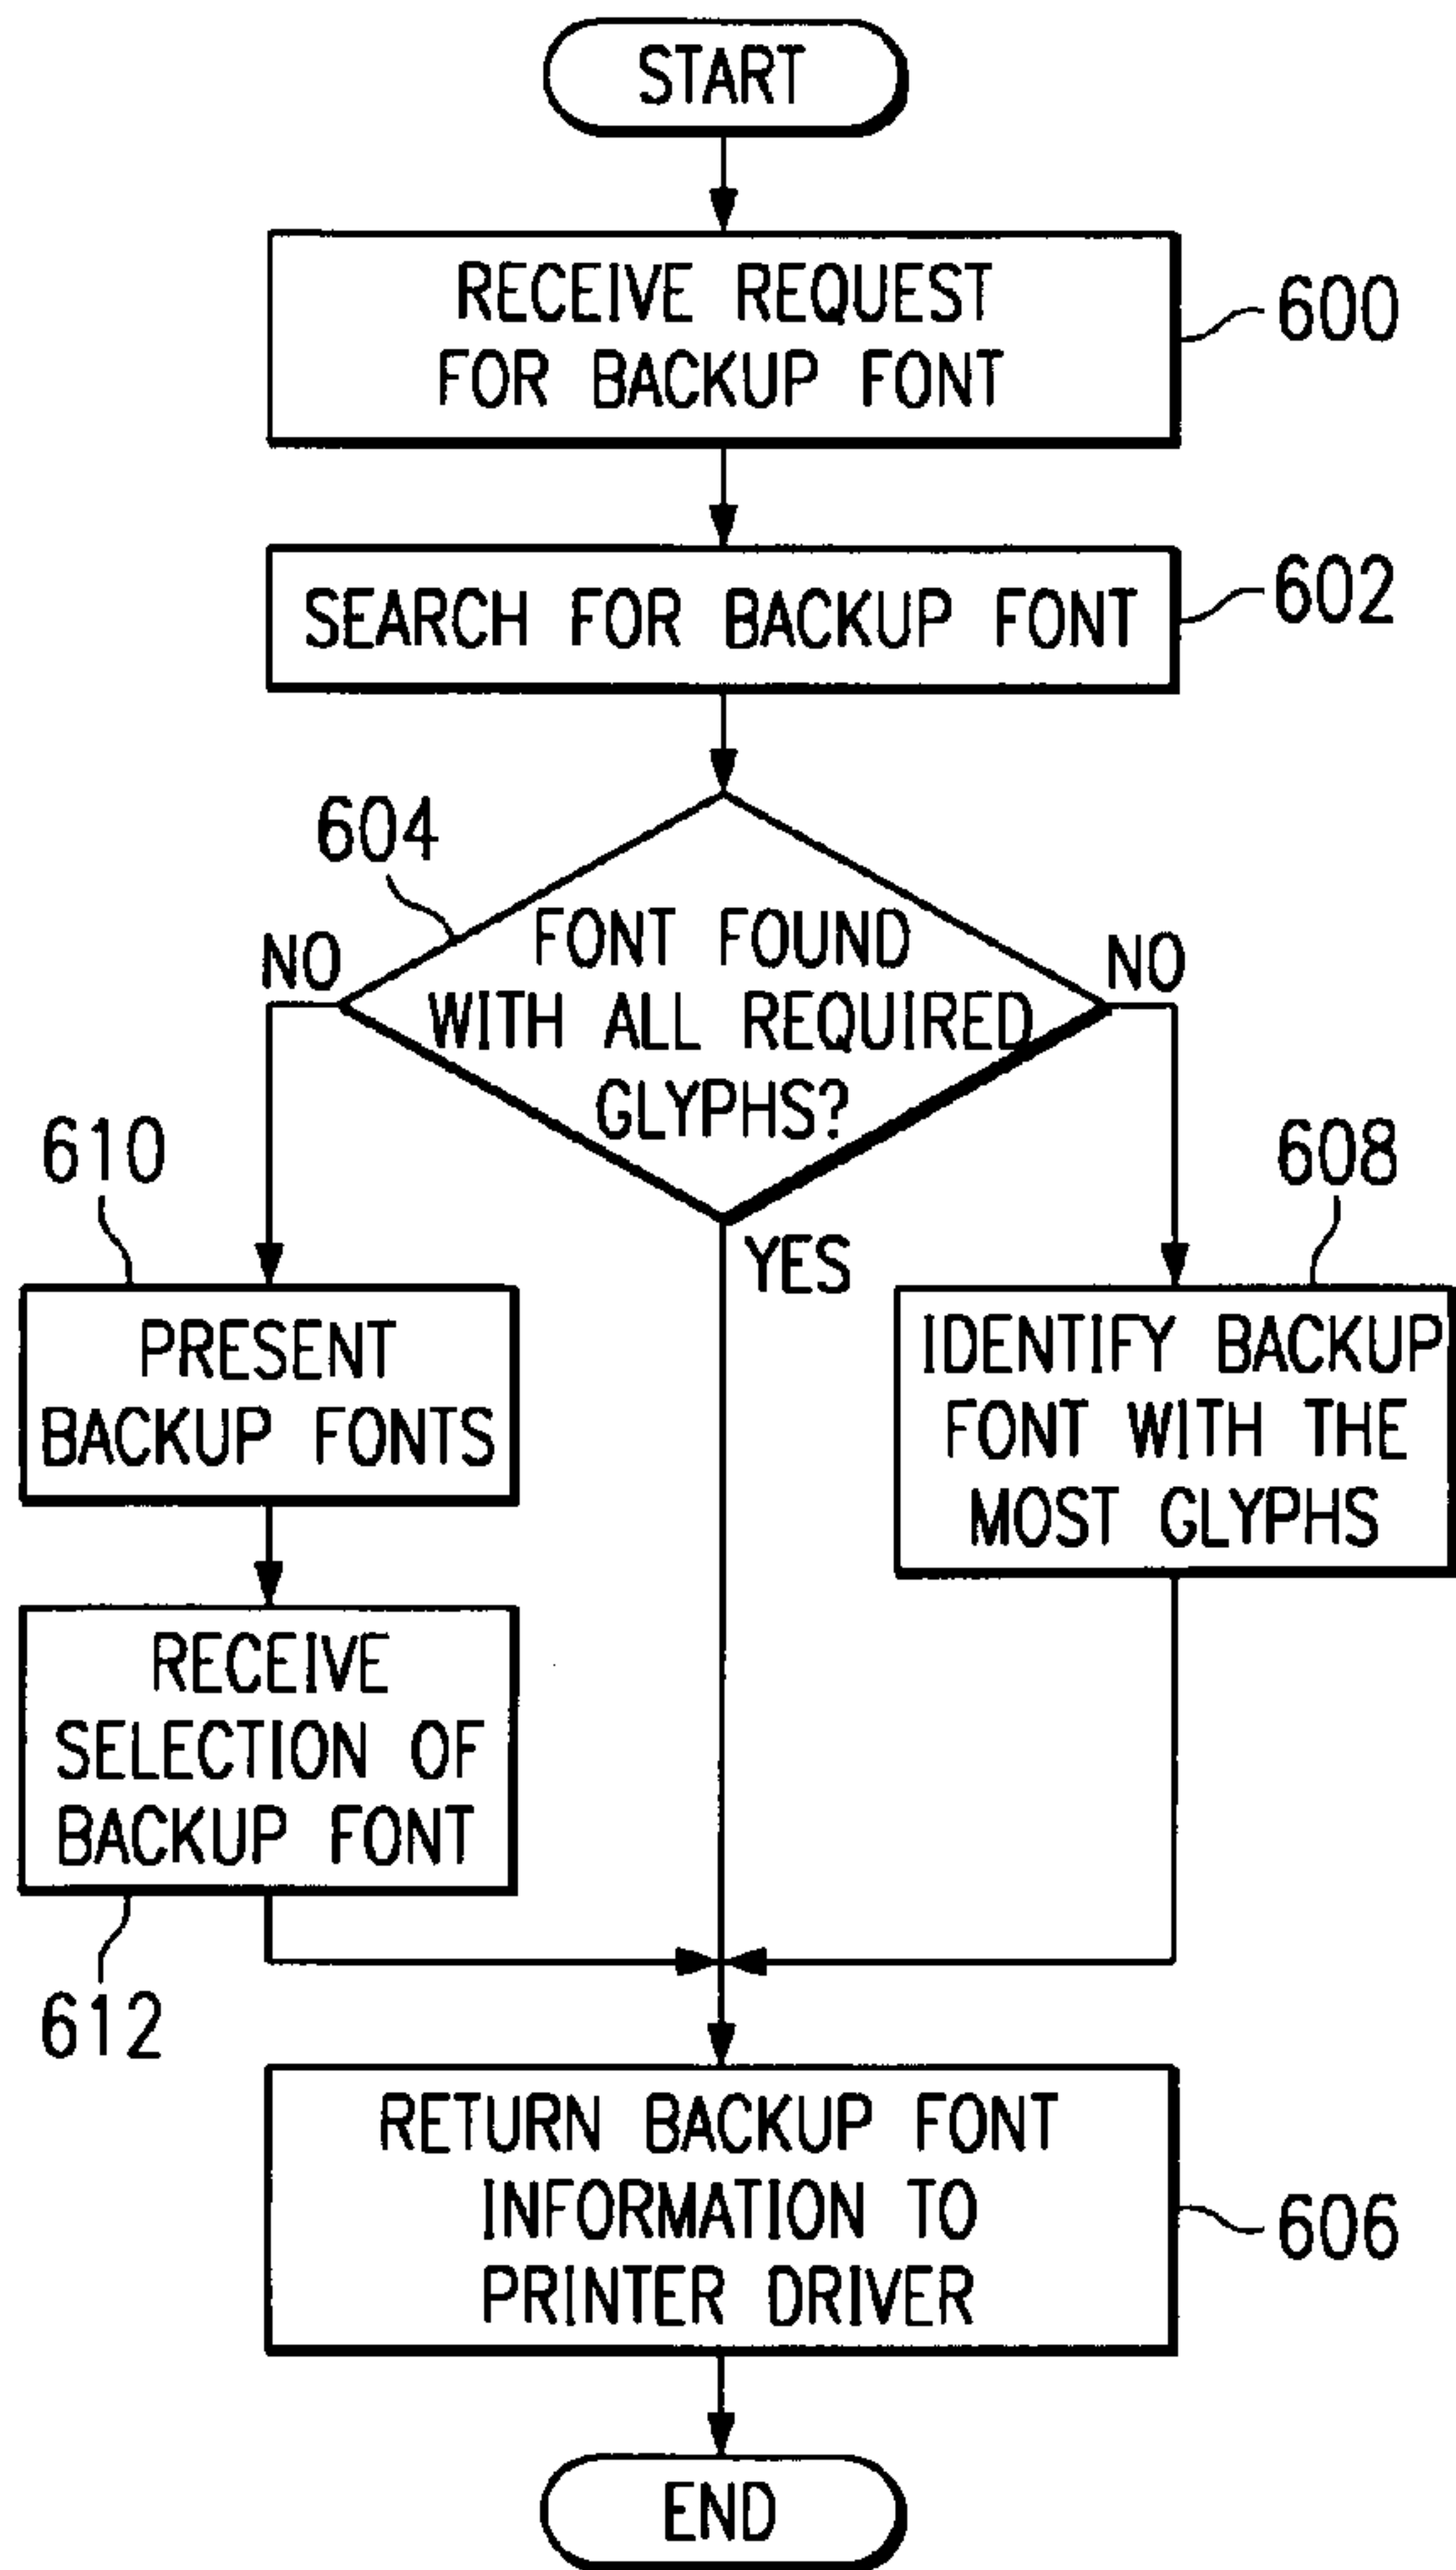 START
RECEIVE REQUEST
FOR BACKUP FONT
600
SEARCH FOR BACKUP FONT
602
604
FONT FOUND
WITH ALL REQUIRED
GLYPHS?
NO
NO
YES
610
PRESENT
BACKUP FONTS
608
IDENTIFY BACKUP
FONT WITH THE
MOST GLYPHS
RECEIVE
SELECTION OF
BACKUP FONT
612
RETURN BACKUP FONT
INFORMATION TO
PRINTER DRIVER
606
END